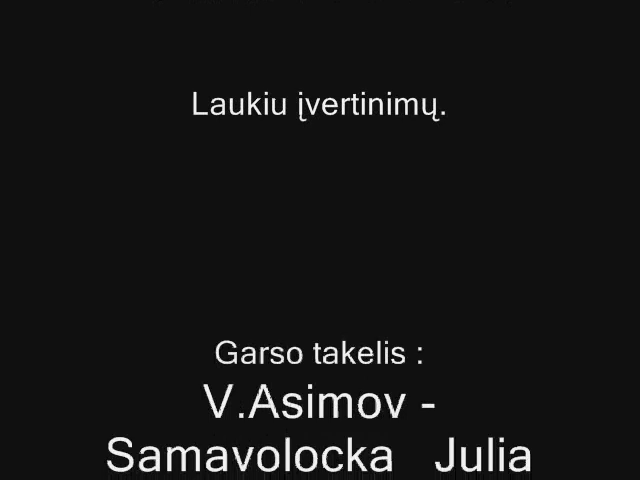 Laukiu įvertinimų.
Garso takelis :
V.Asimov -
Samavolocka Julia